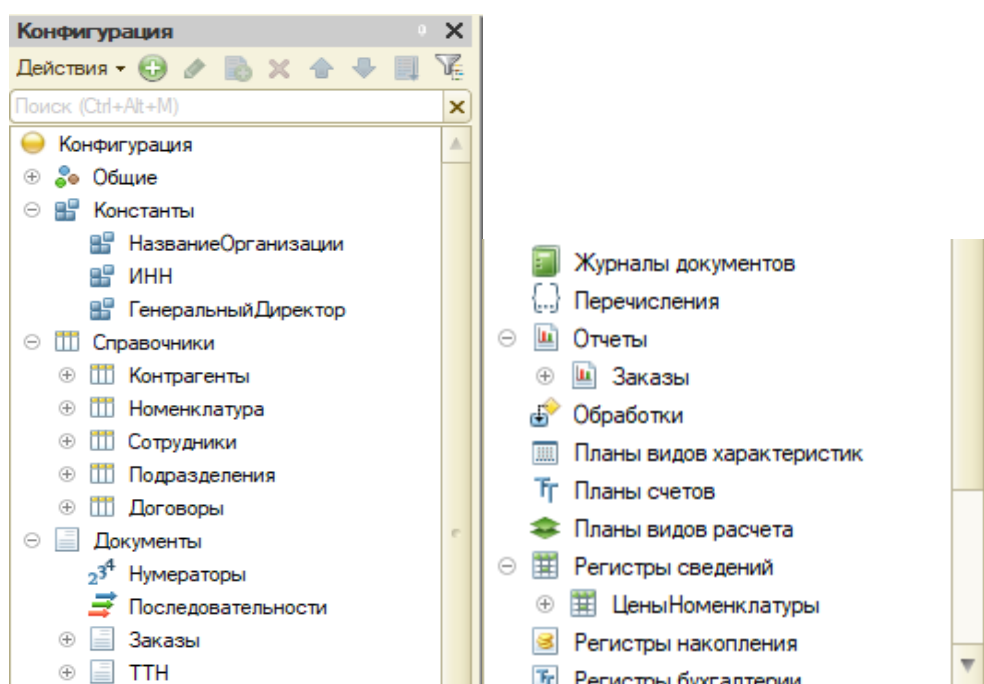 Конфигурация
Действия
Поиск (Ctrl+Alt+M)
Конфигурация
Общие
Константы
НазваниеОрганизации
ИНН
ГенеральныйДиректор
Справочники
Контрагенты
Номенклатура
Сотрудники
Подразделения
Договоры
Документы
Нумераторы
Последовательности
Заказы
ТТН
Журналы документов
Перечисления
Отчеты
Заказы
Обработки
Планы видов характеристик
Планы счетов
Планы видов расчета
Регистры сведений
ЦеныНоменклатуры
Регистры накопления
Регистры бухгалтерии